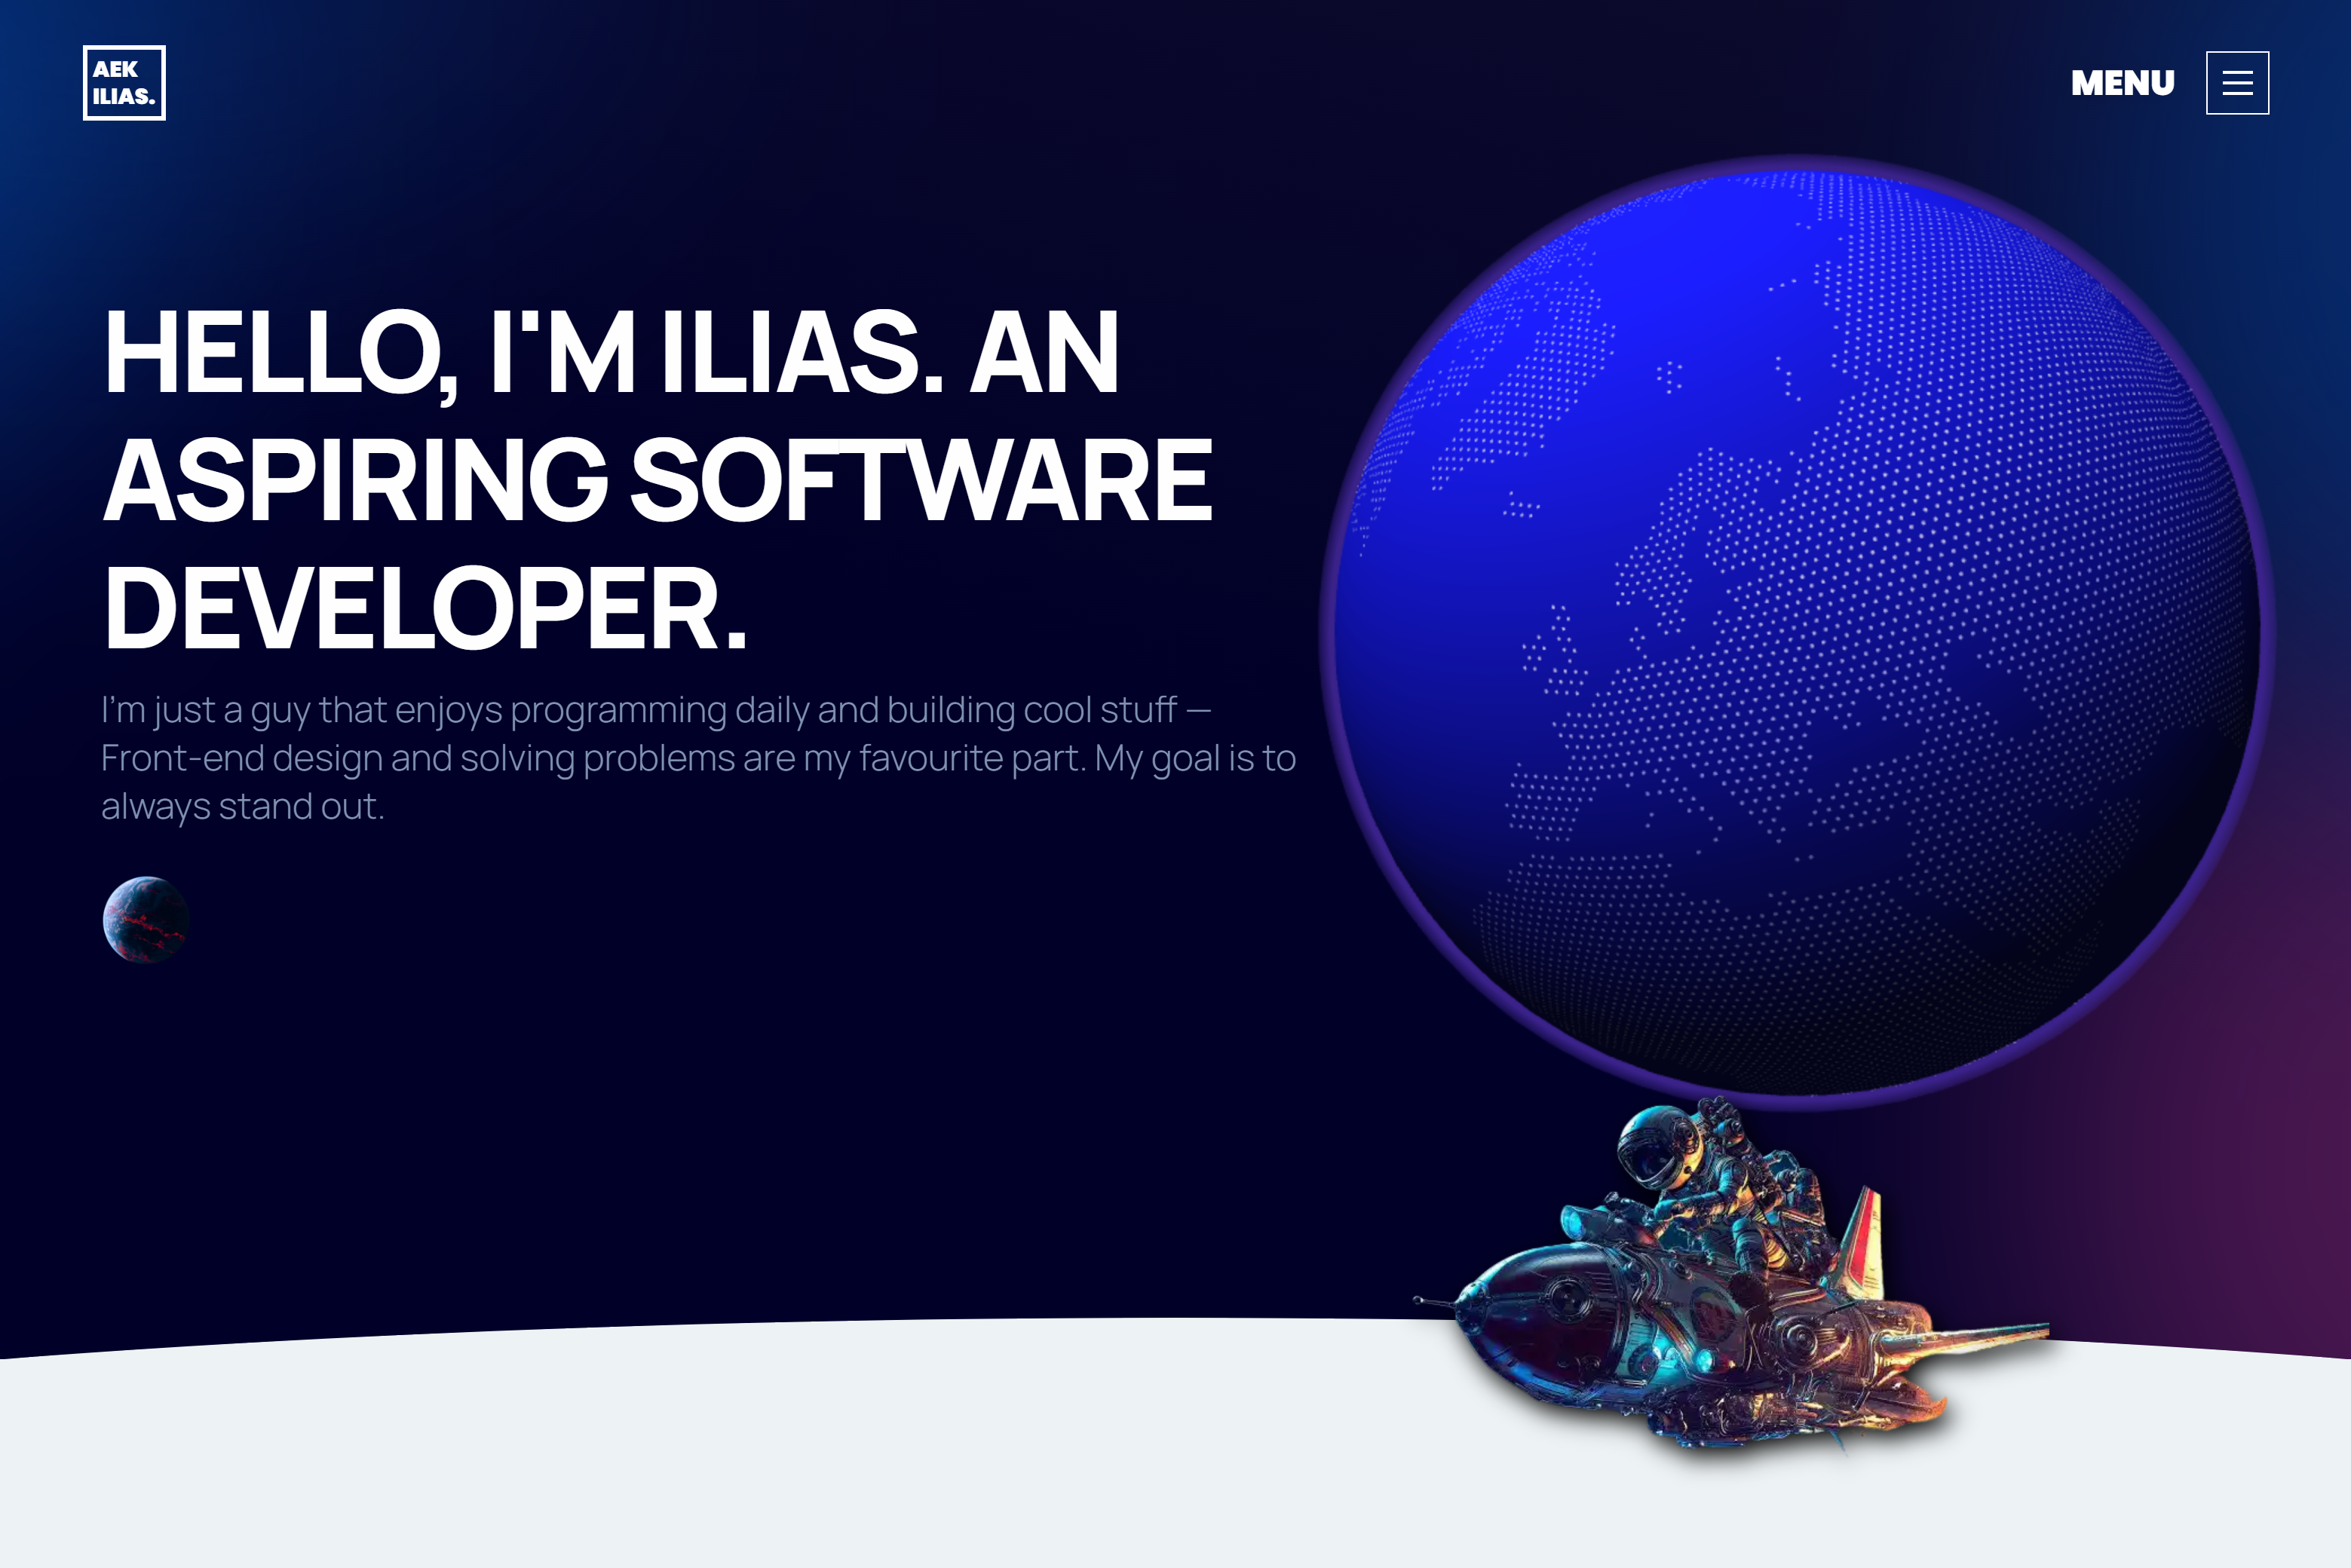 AEK
ILIAS.
MENU
HELLO, I'M ILIAS. AN
ASPIRING SOFTWARE
DEVELOPER.
I'm just a guy that enjoys programming daily and building cool stuff —
Front-end design and solving problems are my favourite part. My goal is to
always stand out.